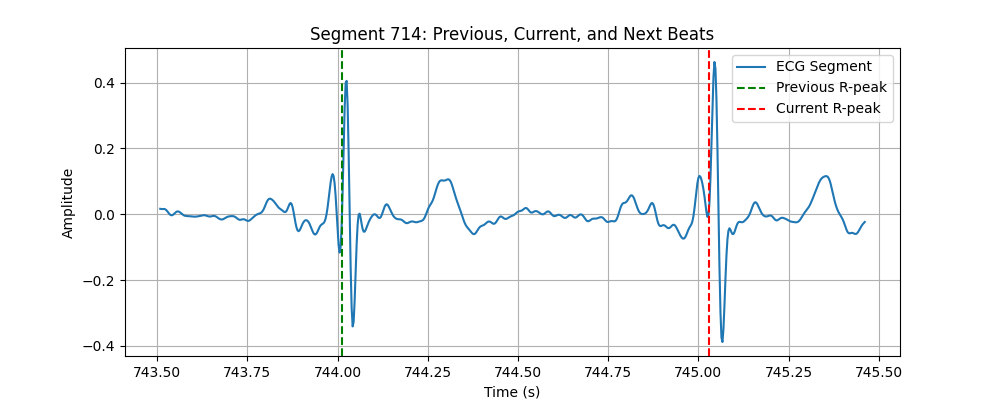 Segment 714: Previous, Current, and Next Beats
ECG Segment
Previous R-peak
Current R-peak
Amplitude
0.4
0.2
0.0
−0.2
−0.4
743.50 743.75 744.00 744.25 744.50 744.75 745.00 745.25 745.50
Time (s)